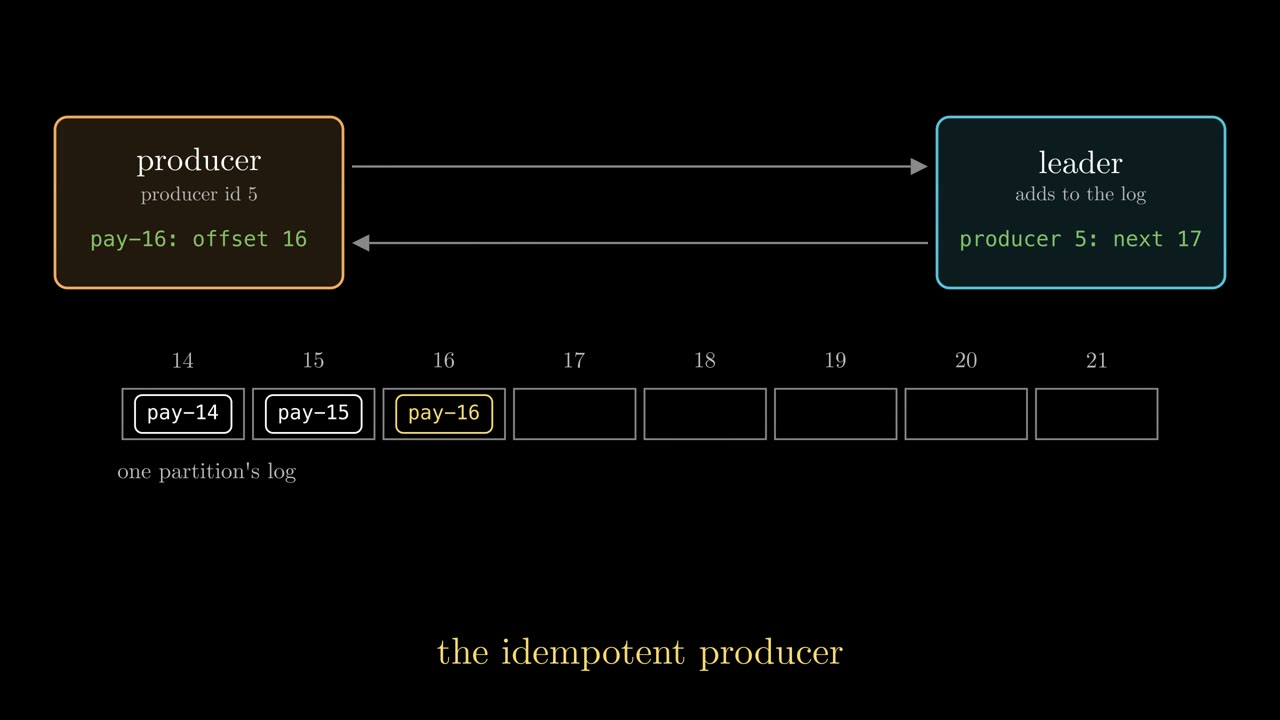 producer
producer id 5
pay-16: offset 16
leader
adds to the log
producer 5: next 17
14 15 16 17 18 19 20 21
pay-14 pay-15 pay-16
one partition's log
the idempotent producer